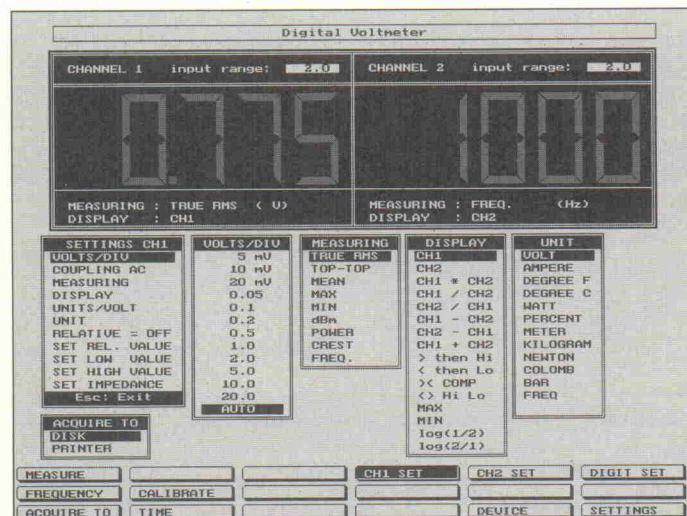 Digital Voltmeter
CHANNEL 1 input range: 2.0
CHANNEL 2 input range: 2.0
0.775
1000
MEASURING : TRUE RMS ( V)
DISPLAY : CH1
MEASURING : FREQ. (Hz)
DISPLAY : CH2
SETTINGS CH1
VOLTS/DIV
COUPLING AC
MEASURING
DISPLAY
UNITS/VOLT
UNIT
RELATIVE = OFF
SET REL. VALUE
SET LOW VALUE
SET HIGH VALUE
SET IMPEDANCE
Esc: Exit
VOLTS/DIV
5 mV
10 mV
20 mV
0.05
0.1
0.2
0.5
1.0
2.0
5.0
10.0
20.0
AUTO
MEASURING
TRUE RMS
TOP-TOP
MEAN
MAX
MIN
dBm
POWER
CREST
FREQ.
DISPLAY
CH1
CH2
CH1 * CH2
CH1 / CH2
CH2 / CH1
CH1 - CH2
CH2 - CH1
CH1 + CH2
> then Hi
< then Lo
>< COMP
<> Hi Lo
MAX
MIN
log(1/2)
log(2/1)
UNIT
VOLT
AMPERE
DEGREE F
DEGREE C
WATT
PERCENT
METER
KILOGRAM
NEWTON
COLOMB
BAR
FREQ
ACQUIRE TO
DISK
PRINTER
MEASURE CH1 SET CH2 SET DIGIT SET
FREQUENCY CALIBRATE
ACQUIRE TO TIME DEVICE SETTINGS